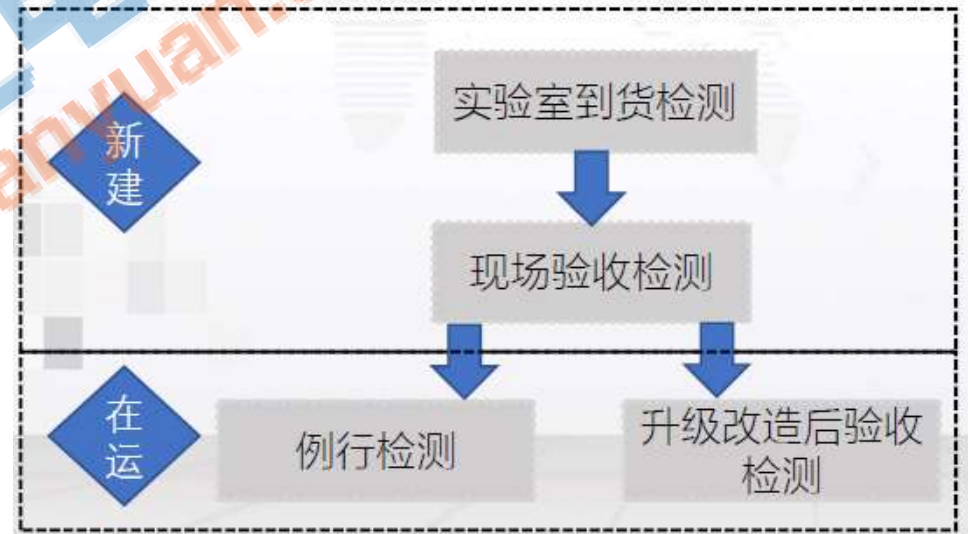 实验室到货检测
新
建
现场验收检测
在
运
例行检测
升级改造后验收
检测